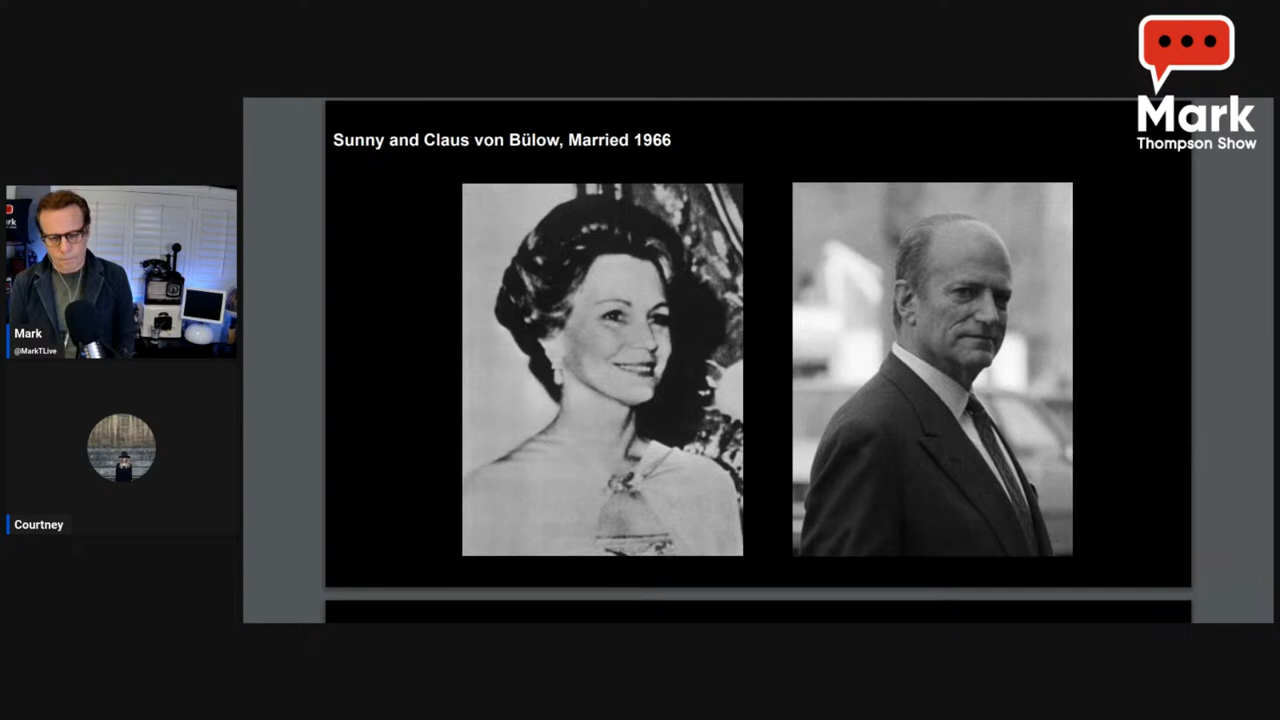 Mark
Thompson Show
Sunny and Claus von Bülow, Married 1966
Mark
@MarkTLive
Courtney